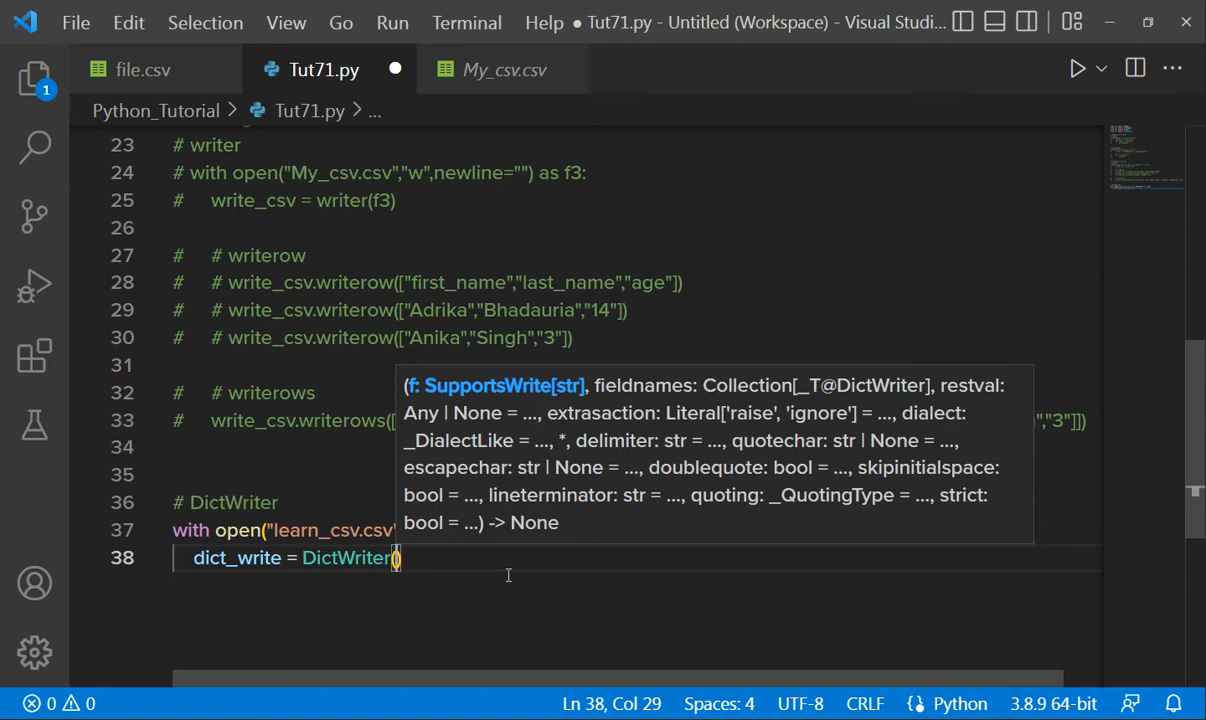 File Edit Selection View Go Run Terminal Help ● Tut71.py - Untitled (Workspace) - Visual Studi...
file.csv Tut71.py My_csv.csv
1
Python_Tutorial > Tut71.py > ...
23 # writer
24 # with open("My_csv.csv","w",newline="") as f3:
25 #     write_csv = writer(f3)
26
27 #     # writerow
28 #     # write_csv.writerow(["first_name","last_name","age"])
29 #     # write_csv.writerow(["Adrika","Bhadauria","14"])
30 #     # write_csv.writerow(["Anika","Singh","3"])
31
32 #     # writerows
33 #     write_csv.writerows([ ,"3"]])
34
35
36 # DictWriter
37 with open("learn_csv.csv"
38     dict_write = DictWriter()
(f: SupportsWrite[str], fieldnames: Collection[_T@DictWriter], restval:
Any | None = ..., extrasaction: Literal['raise', 'ignore'] = ..., dialect:
_DialectLike = ..., *, delimiter: str = ..., quotechar: str | None = ...,
escapechar: str | None = ..., doublequote: bool = ..., skipinitialspace:
bool = ..., lineterminator: str = ..., quoting: _QuotingType = ..., strict:
bool = ...) -> None
0 0 Ln 38, Col 29 Spaces: 4 UTF-8 CRLF Python 3.8.9 64-bit